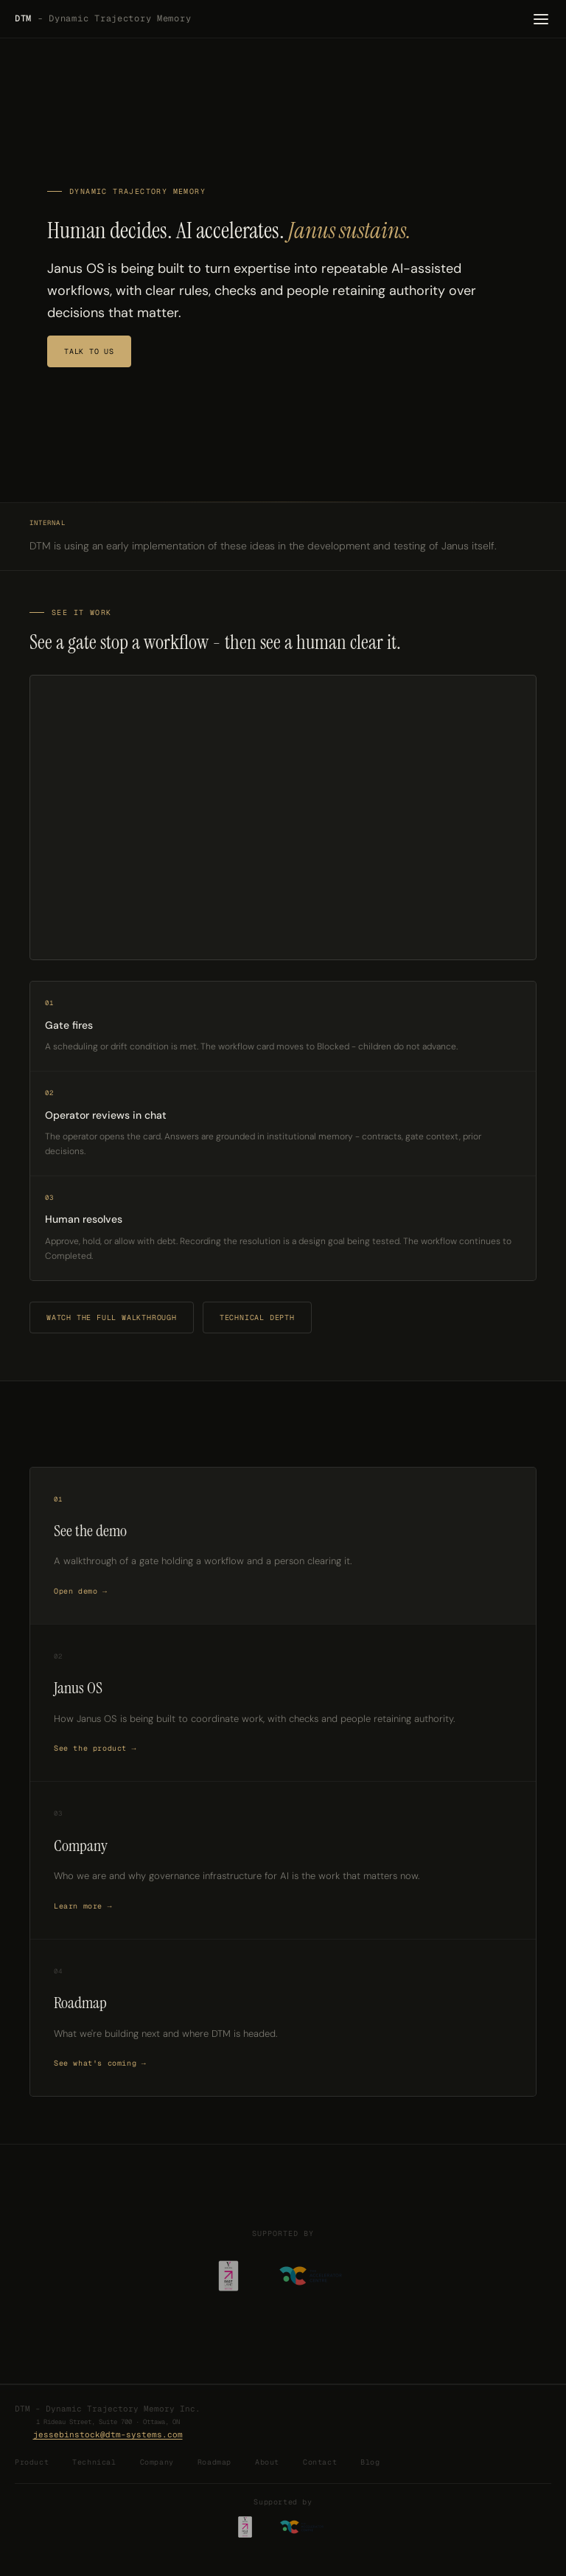 DTM - Dynamic Trajectory Memory
DYNAMIC TRAJECTORY MEMORY
Human decides. AI accelerates. Janus sustains.
Janus OS is being built to turn expertise into repeatable AI-assisted
workflows, with clear rules, checks and people retaining authority over
decisions that matter.
TALK TO US
INTERNAL
DTM is using an early implementation of these ideas in the development and testing of Janus itself.
SEE IT WORK
See a gate stop a workflow - then see a human clear it.
01
Gate fires
A scheduling or drift condition is met. The workflow card moves to Blocked - children do not advance.
02
Operator reviews in chat
The operator opens the card. Answers are grounded in institutional memory - contracts, gate context, prior
decisions.
03
Human resolves
Approve, hold, or allow with debt. Recording the resolution is a design goal being tested. The workflow continues to
Completed.
WATCH THE FULL WALKTHROUGH
TECHNICAL DEPTH
01
See the demo
A walkthrough of a gate holding a workflow and a person clearing it.
Open demo →
02
Janus OS
How Janus OS is being built to coordinate work, with checks and people retaining authority.
See the product →
03
Company
Who we are and why governance infrastructure for AI is the work that matters now.
Learn more →
04
Roadmap
What we're building next and where DTM is headed.
See what's coming →
SUPPORTED BY
DTM - Dynamic Trajectory Memory Inc.
1 Rideau Street, Suite 700 · Ottawa, ON
jessebinstock@dtm-systems.com
Product Technical Company Roadmap About Contact Blog
Supported by